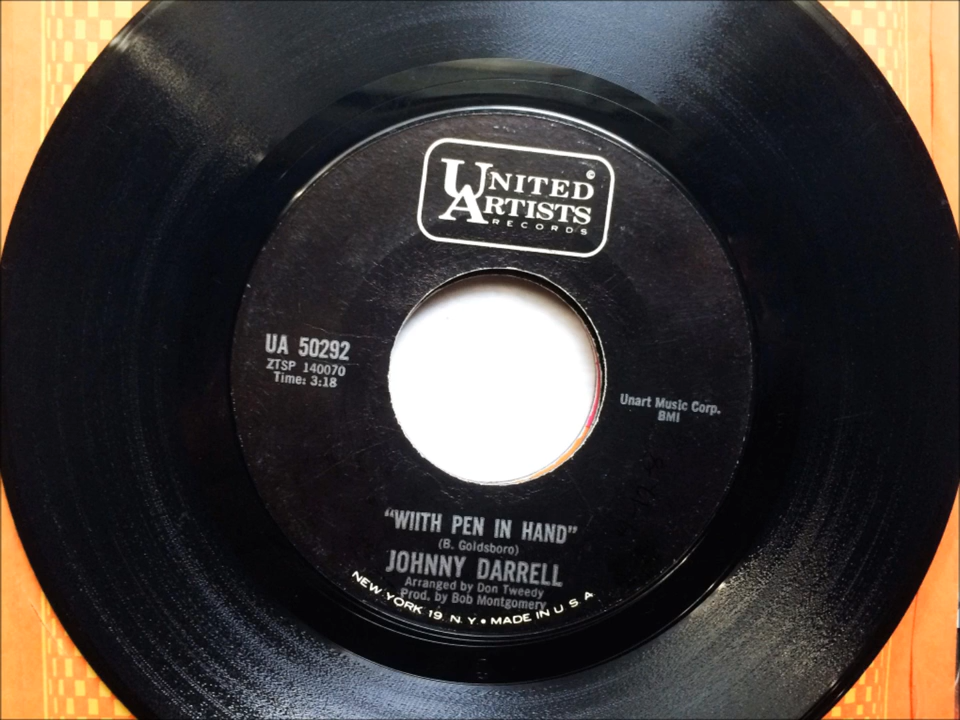 UNITED ©
ARTISTS
RECORDS
UA 50292
ZTSP 140070
Time: 3:18
Unart Music Corp.
BMI
"WIITH PEN IN HAND"
(B. Goldsboro)
JOHNNY DARRELL
Arranged by Don Tweedy
Prod. by Bob Montgomery
NEW YORK 19, N.Y. • MADE IN U S A